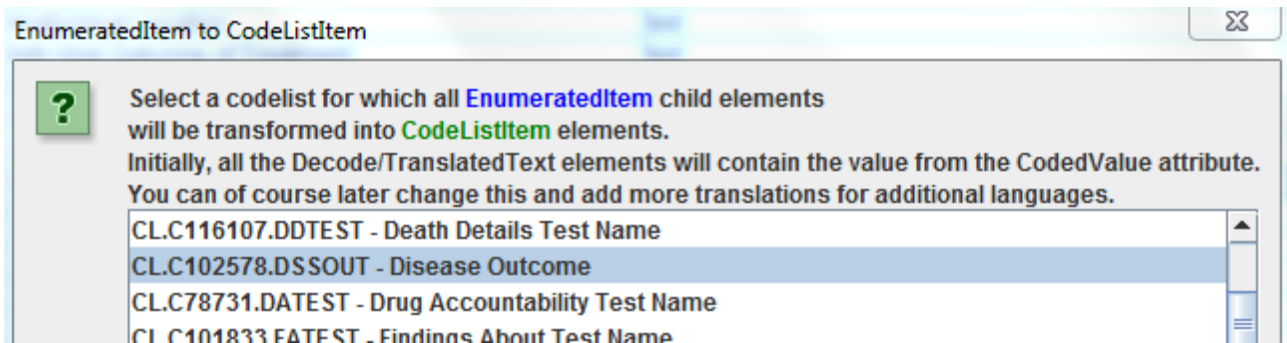 EnumeratedItem to CodeListItem
Select a codelist for which all EnumeratedItem child elements
will be transformed into CodeListItem elements.
Initially, all the Decode/TranslatedText elements will contain the value from the CodedValue attribute.
You can of course later change this and add more translations for additional languages.
CL.C116107.DDTEST - Death Details Test Name
CL.C102578.DSSOUT - Disease Outcome
CL.C78731.DATEST - Drug Accountability Test Name
CL.C101833.FATEST - Findings About Test Name